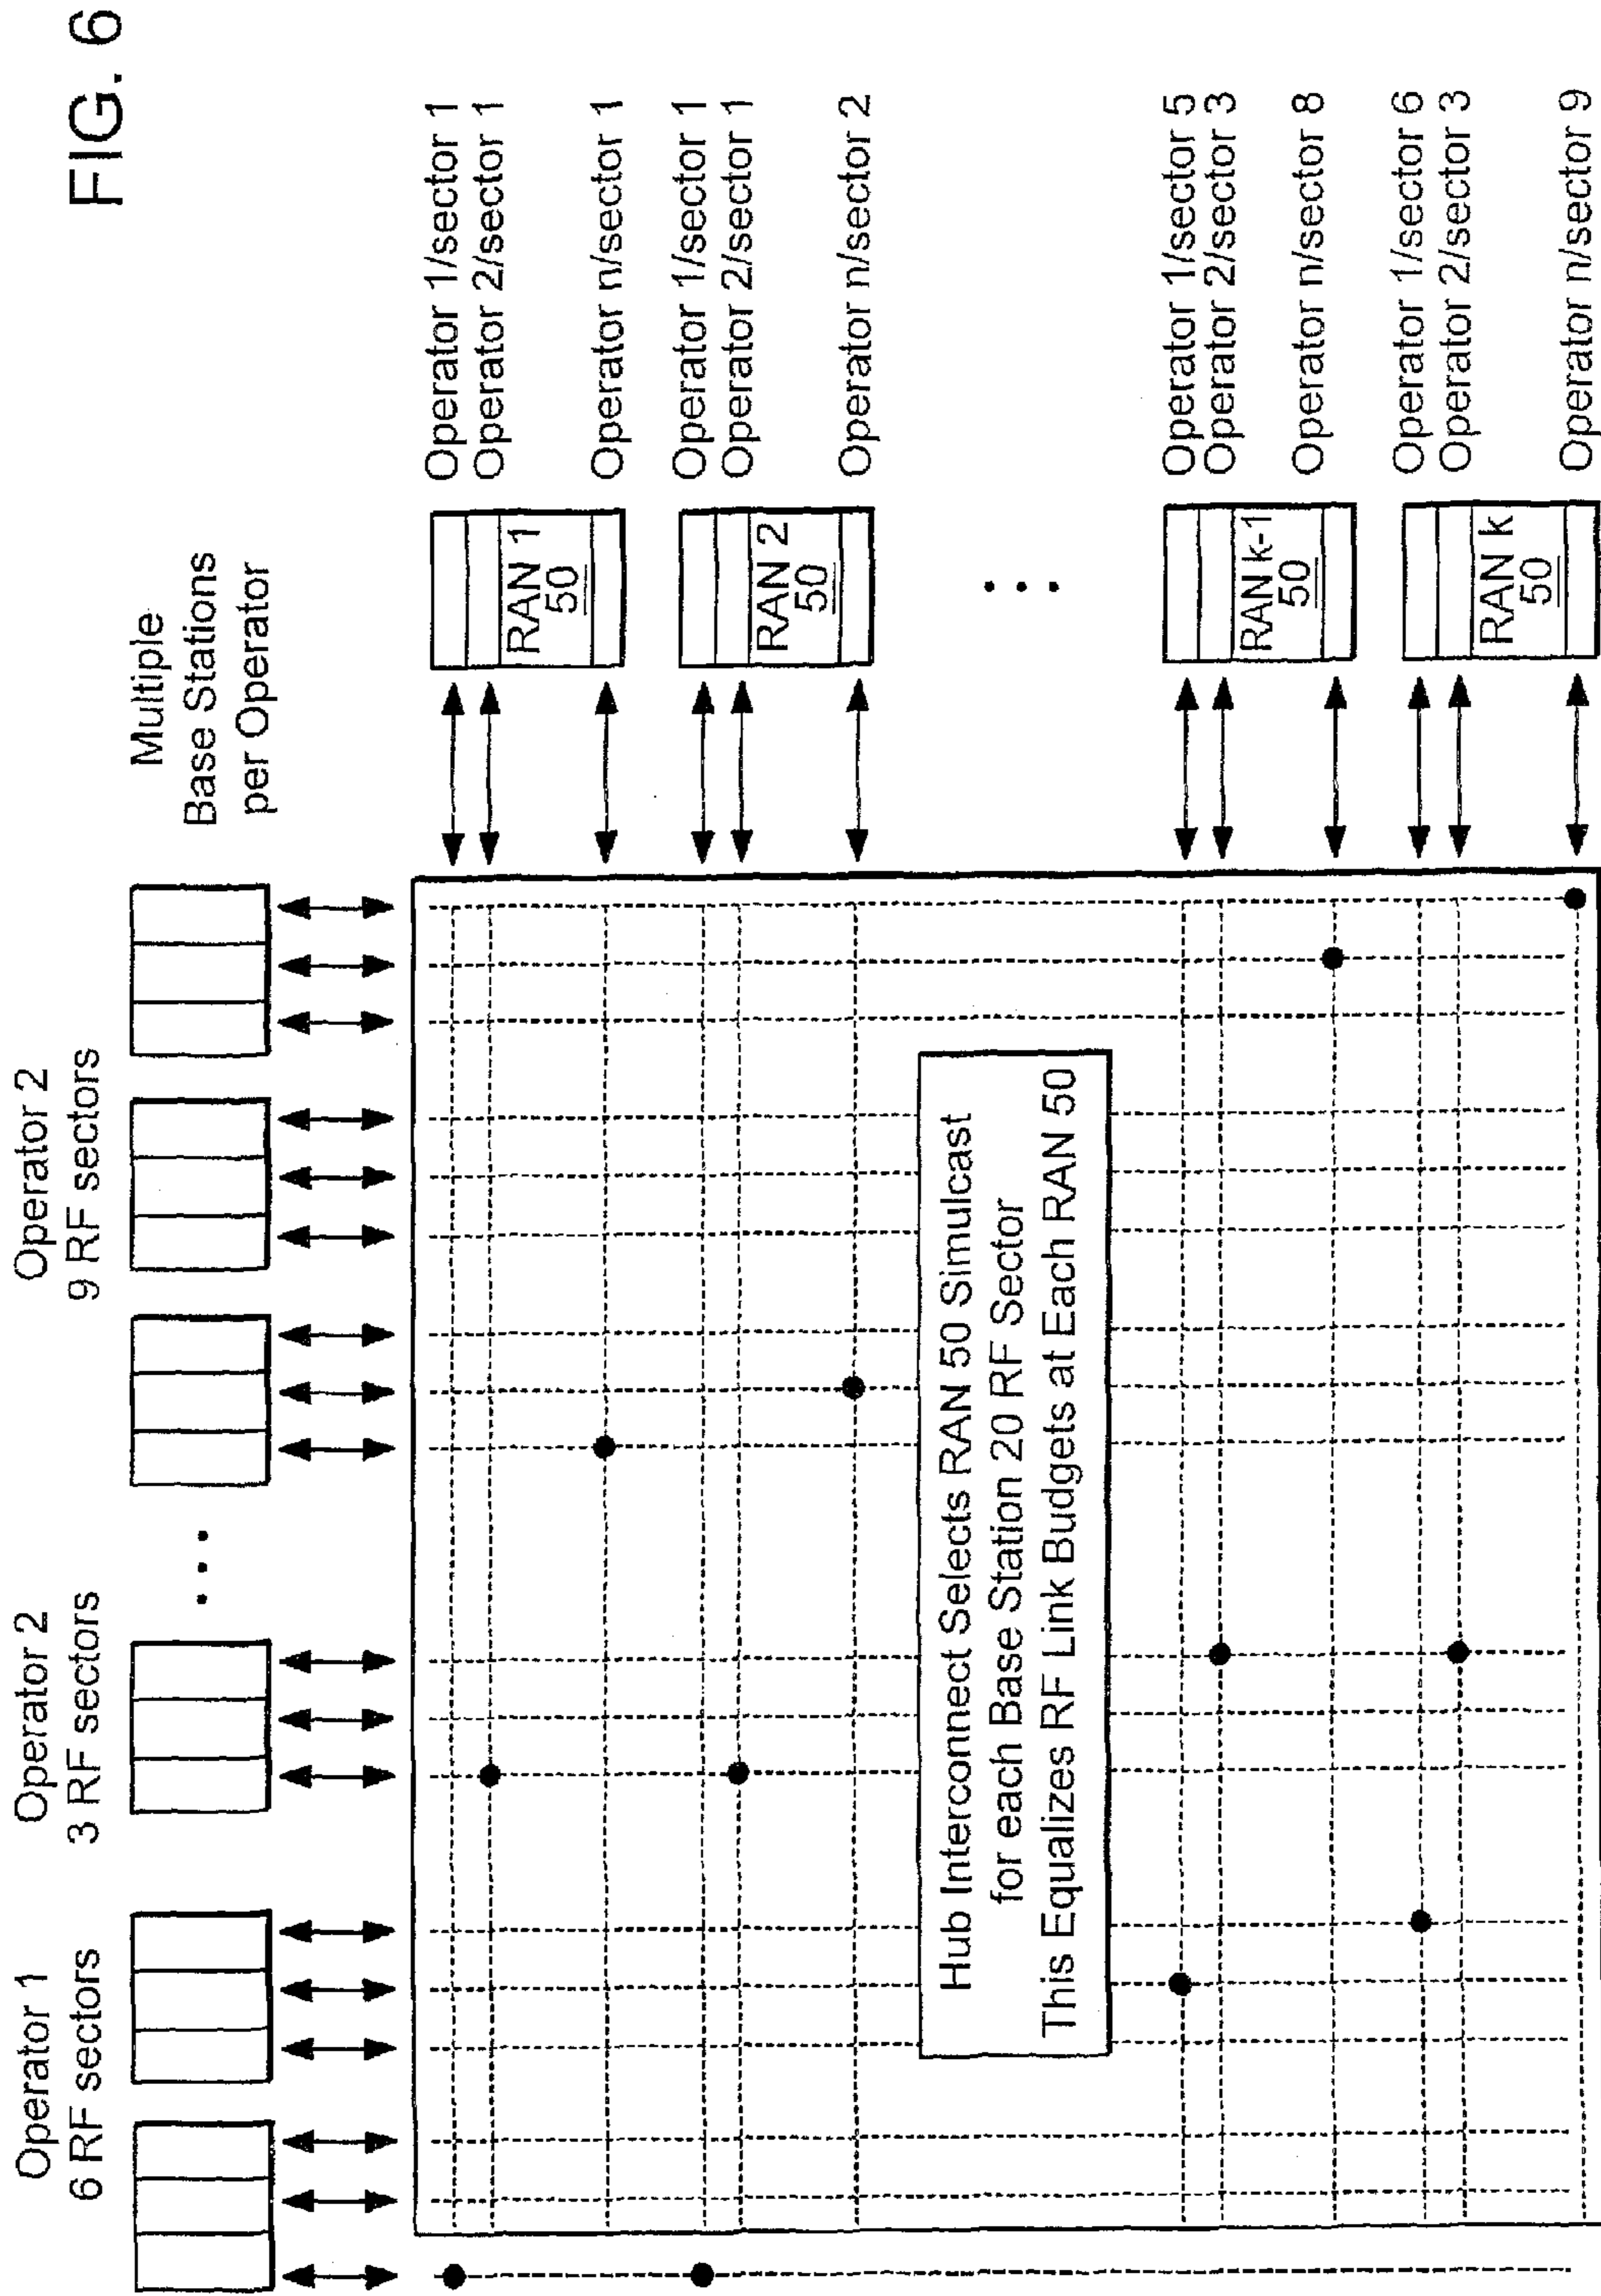 FIG. 6
Operator 1
6 RF sectors
Operator 2
3 RF sectors
• • •
Operator 2
9 RF sectors
Multiple
Base Stations
per Operator
Operator 1/sector 1
Operator 2/sector 1
RAN 1
50
Operator n/sector 1
Operator 1/sector 1
Operator 2/sector 1
RAN 2
50
Operator n/sector 2
• • •
Hub Interconnect Selects RAN 50 Simulcast
for each Base Station 20 RF Sector
This Equalizes RF Link Budgets at Each RAN 50
Operator 1/sector 5
Operator 2/sector 3
RAN k-1
50
Operator n/sector 8
Operator 1/sector 6
Operator 2/sector 3
RAN k
50
Operator n/sector 9